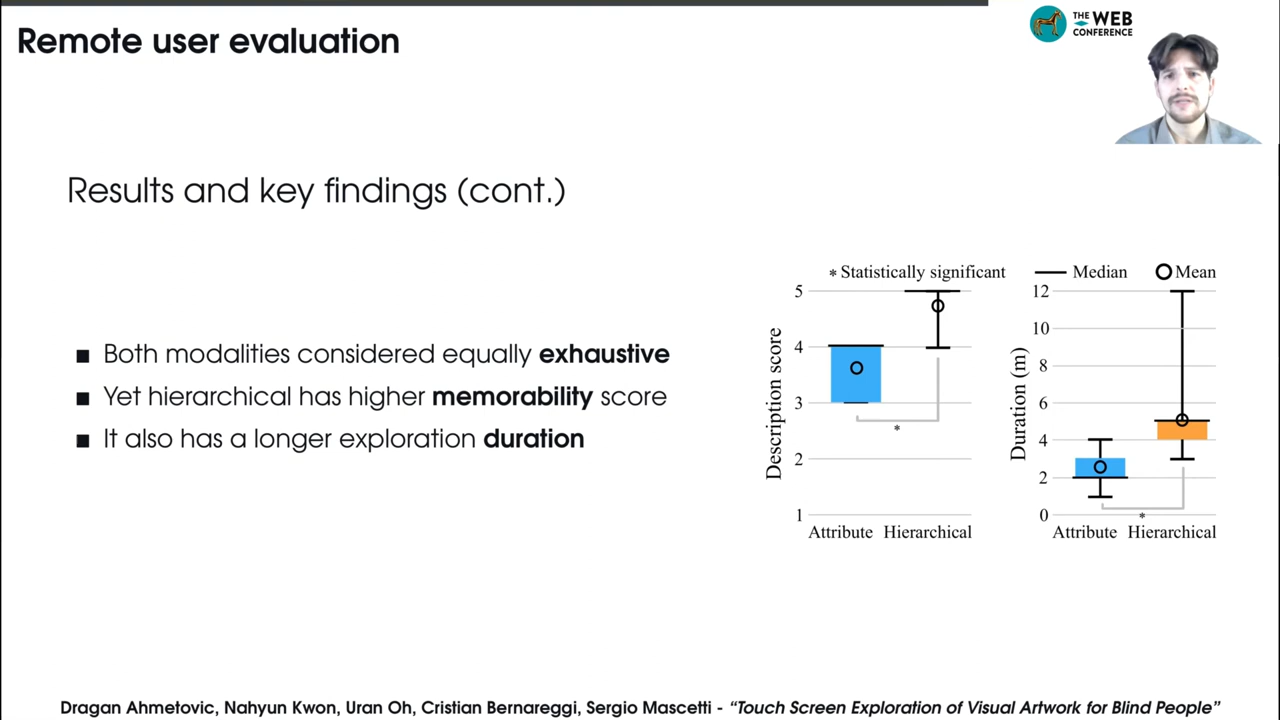 Remote user evaluation
THE WEB
CONFERENCE
Results and key findings (cont.)
■ Both modalities considered equally exhaustive
■ Yet hierarchical has higher memorability score
■ It also has a longer exploration duration
* Statistically significant
Median
Mean
Description score
5
4
3
2
1
*
Attribute Hierarchical
Duration (m)
12
10
8
6
4
2
0
*
Attribute Hierarchical
Dragan Ahmetovic, Nahyun Kwon, Uran Oh, Cristian Bernareggi, Sergio Mascetti - “Touch Screen Exploration of Visual Artwork for Blind People”